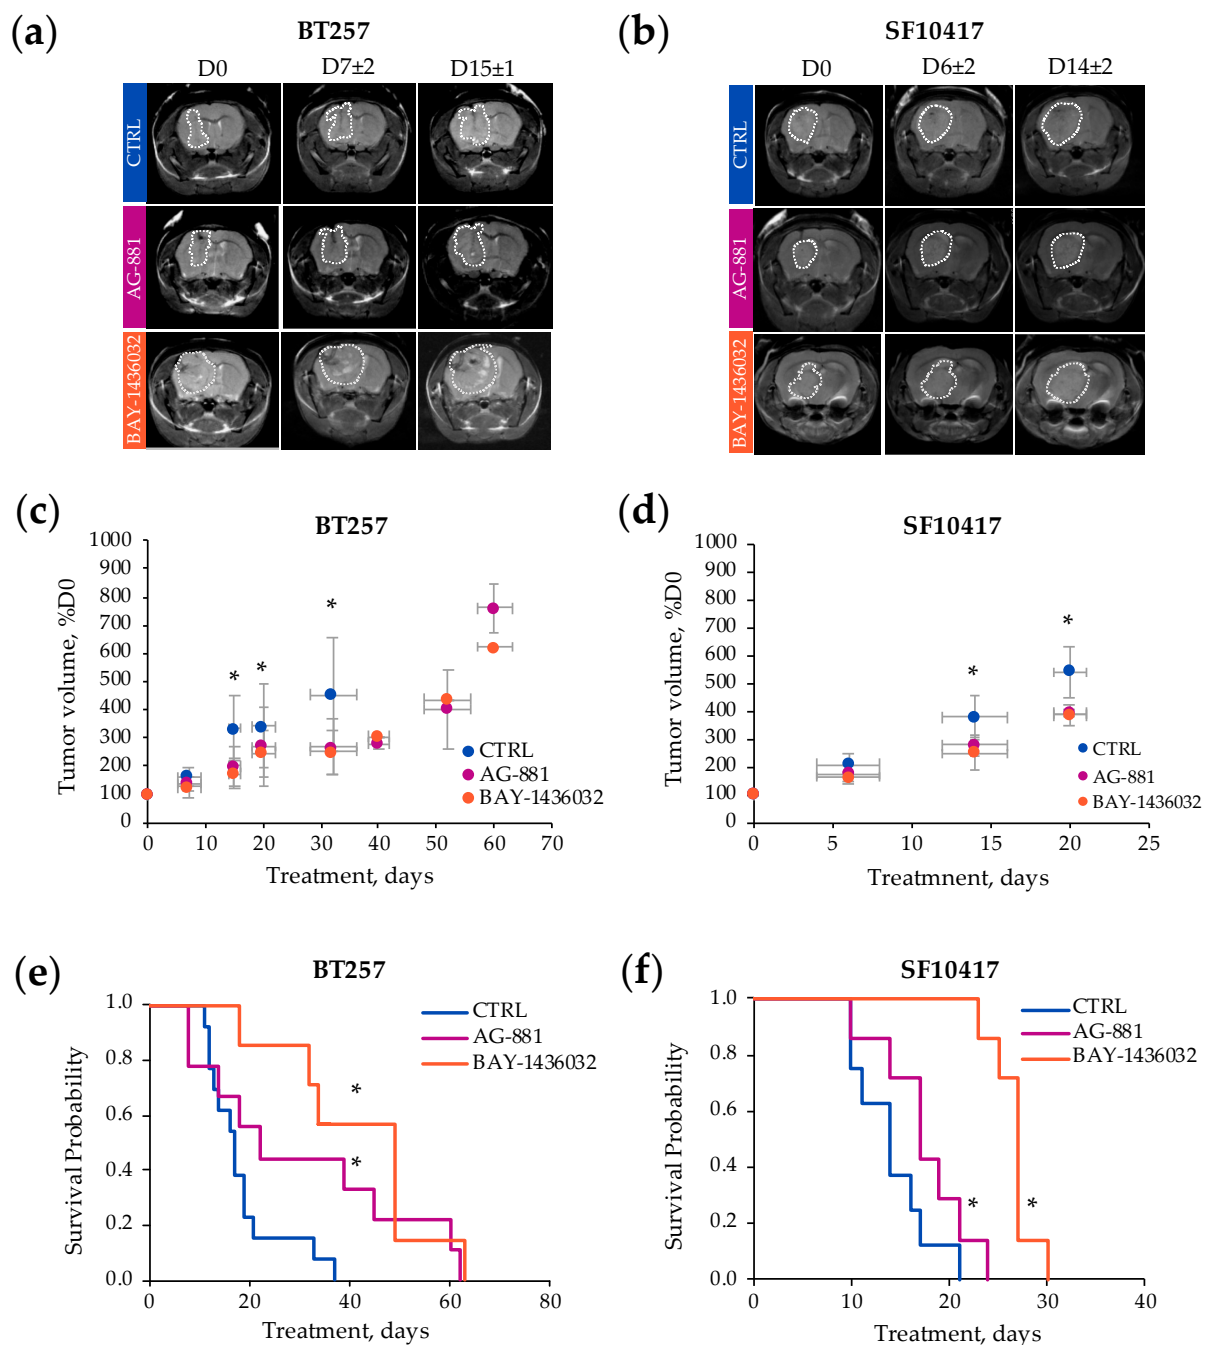 (a)
BT257
D0 D7±2 D15±1
CTRL
AG-881
BAY-1436032
(b)
SF10417
D0 D6±2 D14±2
CTRL
AG-881
BAY-1436032
(c)
BT257
Tumor volume, %D0
1000
900
800
700
600
500
400
300
200
100
0
*
*
*
CTRL
AG-881
BAY-1436032
0 10 20 30 40 50 60 70
Treatment, days
(d)
SF10417
Tumor volume, %D0
1000
900
800
700
600
500
400
300
200
100
0
*
*
CTRL
AG-881
BAY-1436032
0 5 10 15 20 25
Treatmnent, days
(e)
BT257
Survival Probability
1.0
0.8
0.6
0.4
0.2
0.0
CTRL
AG-881
BAY-1436032
*
*
0 20 40 60 80
Treatment, days
(f)
SF10417
Survival Probability
1.0
0.8
0.6
0.4
0.2
0.0
CTRL
AG-881
BAY-1436032
* *
0 10 20 30 40
Treatment, days